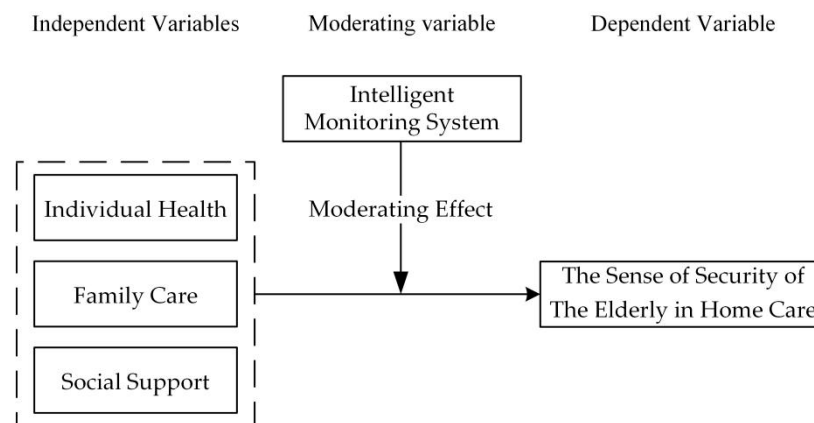 Independent Variables
Moderating variable
Dependent Variable
Intelligent
Monitoring System
Moderating Effect
Individual Health
Family Care
Social Support
The Sense of Security of
The Elderly in Home Care